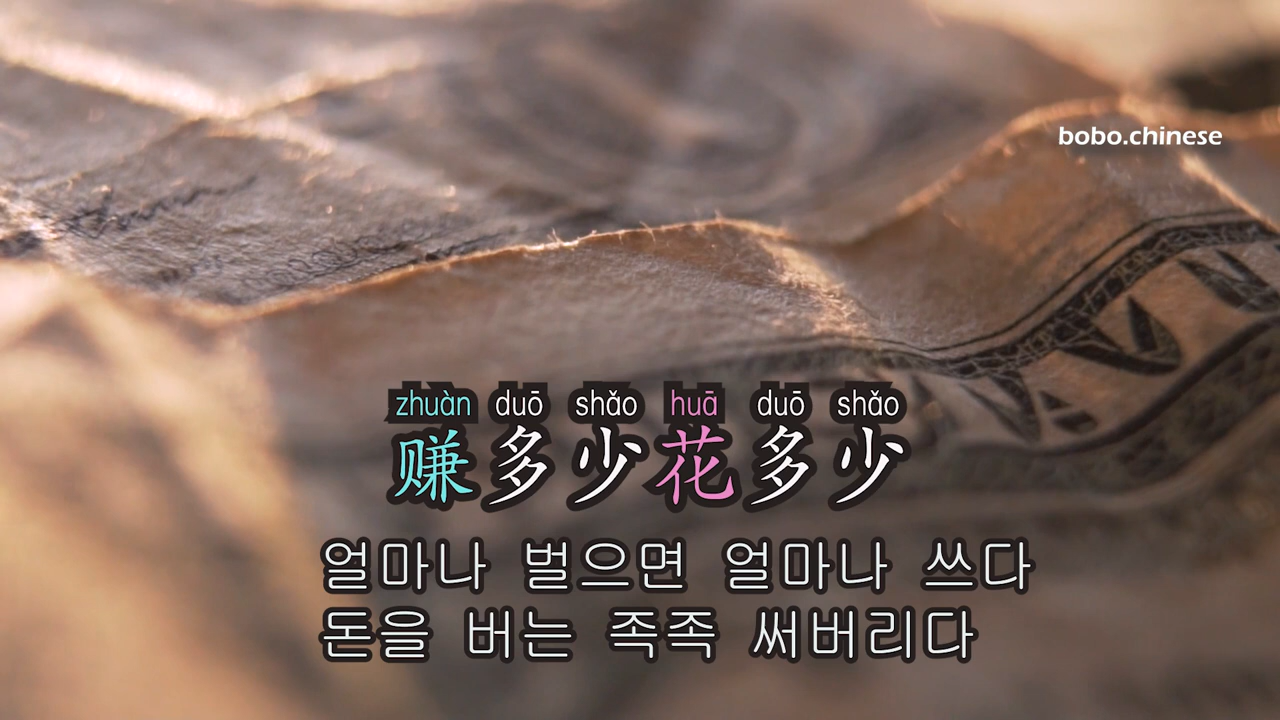 bobo.chinese
zhuàn duō shǎo huā duō shǎo
赚多少花多少
얼마나 벌으면 얼마나 쓰다
돈을 버는 족족 써버리다